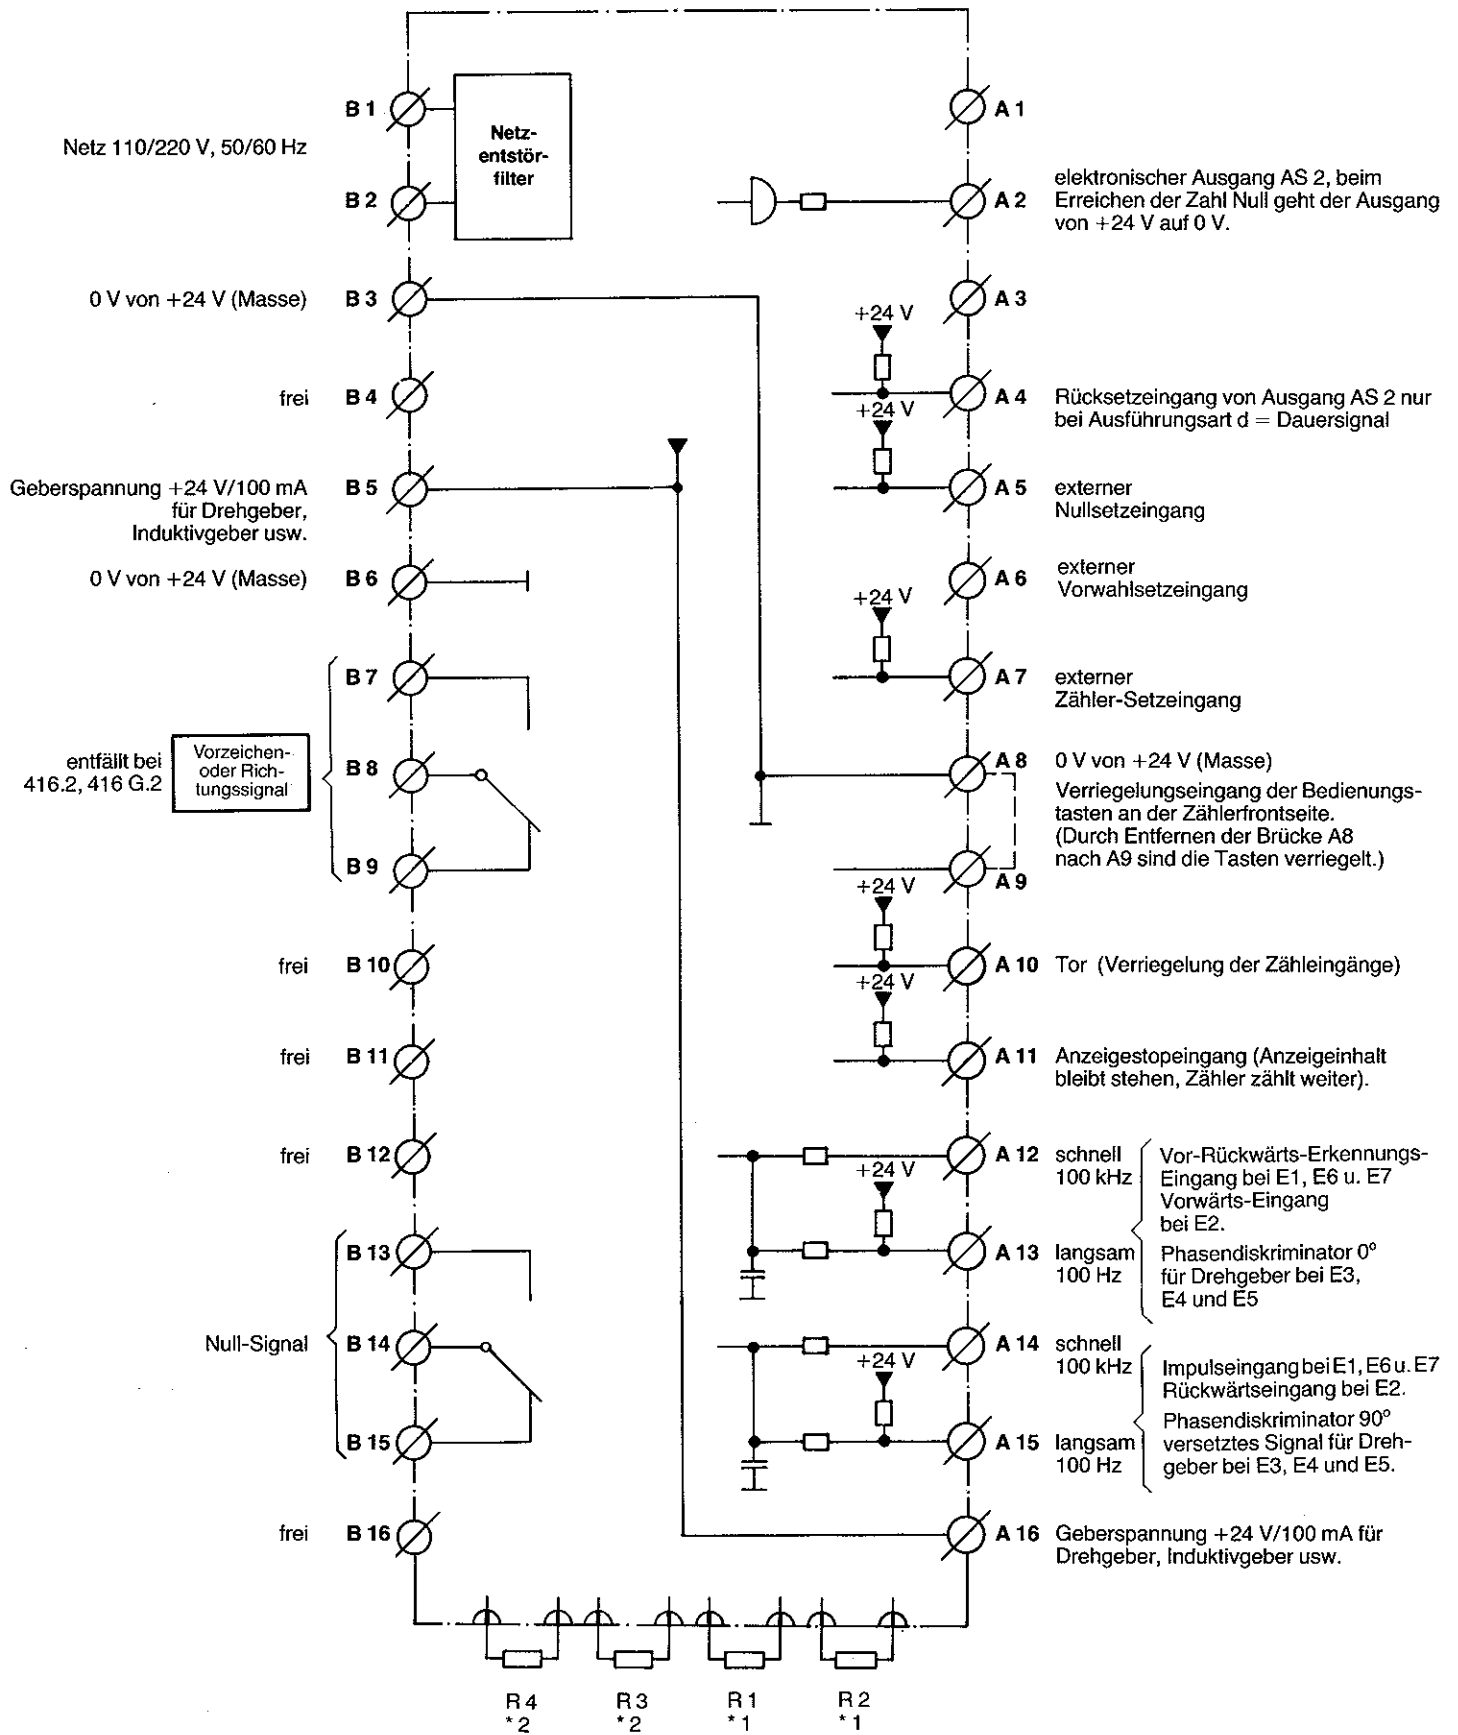 B 1
Netz 110/220 V, 50/60 Hz
B 2
Netz-
entstör-
filter
0 V von +24 V (Masse)
B 3
frei
B 4
Geberspannung +24 V/100 mA
für Drehgeber,
Induktivgeber usw.
B 5
0 V von +24 V (Masse)
B 6
B 7
entfällt bei
416.2, 416 G.2
Vorzeichen-
oder Rich-
tungssignal
B 8
B 9
frei
B 10
frei
B 11
frei
B 12
B 13
Null-Signal
B 14
B 15
frei
B 16
A 1
A 2
elektronischer Ausgang AS 2, beim
Erreichen der Zahl Null geht der Ausgang
von +24 V auf 0 V.
A 3
+24 V
A 4
Rücksetzeingang von Ausgang AS 2 nur
bei Ausführungsart d = Dauersignal
+24 V
A 5
externer
Nullsetzeingang
A 6
externer
Vorwahlsetzeingang
+24 V
A 7
externer
Zähler-Setzeingang
A 8
0 V von +24 V (Masse)
Verriegelungseingang der Bedienungs-
tasten an der Zählerfrontseite.
(Durch Entfernen der Brücke A8
nach A9 sind die Tasten verriegelt.)
A 9
+24 V
A 10
Tor (Verriegelung der Zähleingänge)
+24 V
A 11
Anzeigestopeingang (Anzeigeinhalt
bleibt stehen, Zähler zählt weiter).
A 12
schnell
100 kHz
+24 V
A 13
langsam
100 Hz
Vor-Rückwärts-Erkennungs-
Eingang bei E1, E6 u. E7
Vorwärts-Eingang
bei E2.
Phasendiskriminator 0°
für Drehgeber bei E3,
E4 und E5
A 14
schnell
100 kHz
+24 V
A 15
langsam
100 Hz
Impulseingang bei E1, E6 u. E7
Rückwärtseingang bei E2.
Phasendiskriminator 90°
versetztes Signal für Dreh-
geber bei E3, E4 und E5.
A 16
Geberspannung +24 V/100 mA für
Drehgeber, Induktivgeber usw.
R 4
*2
R 3
*2
R 1
*1
R 2
*1